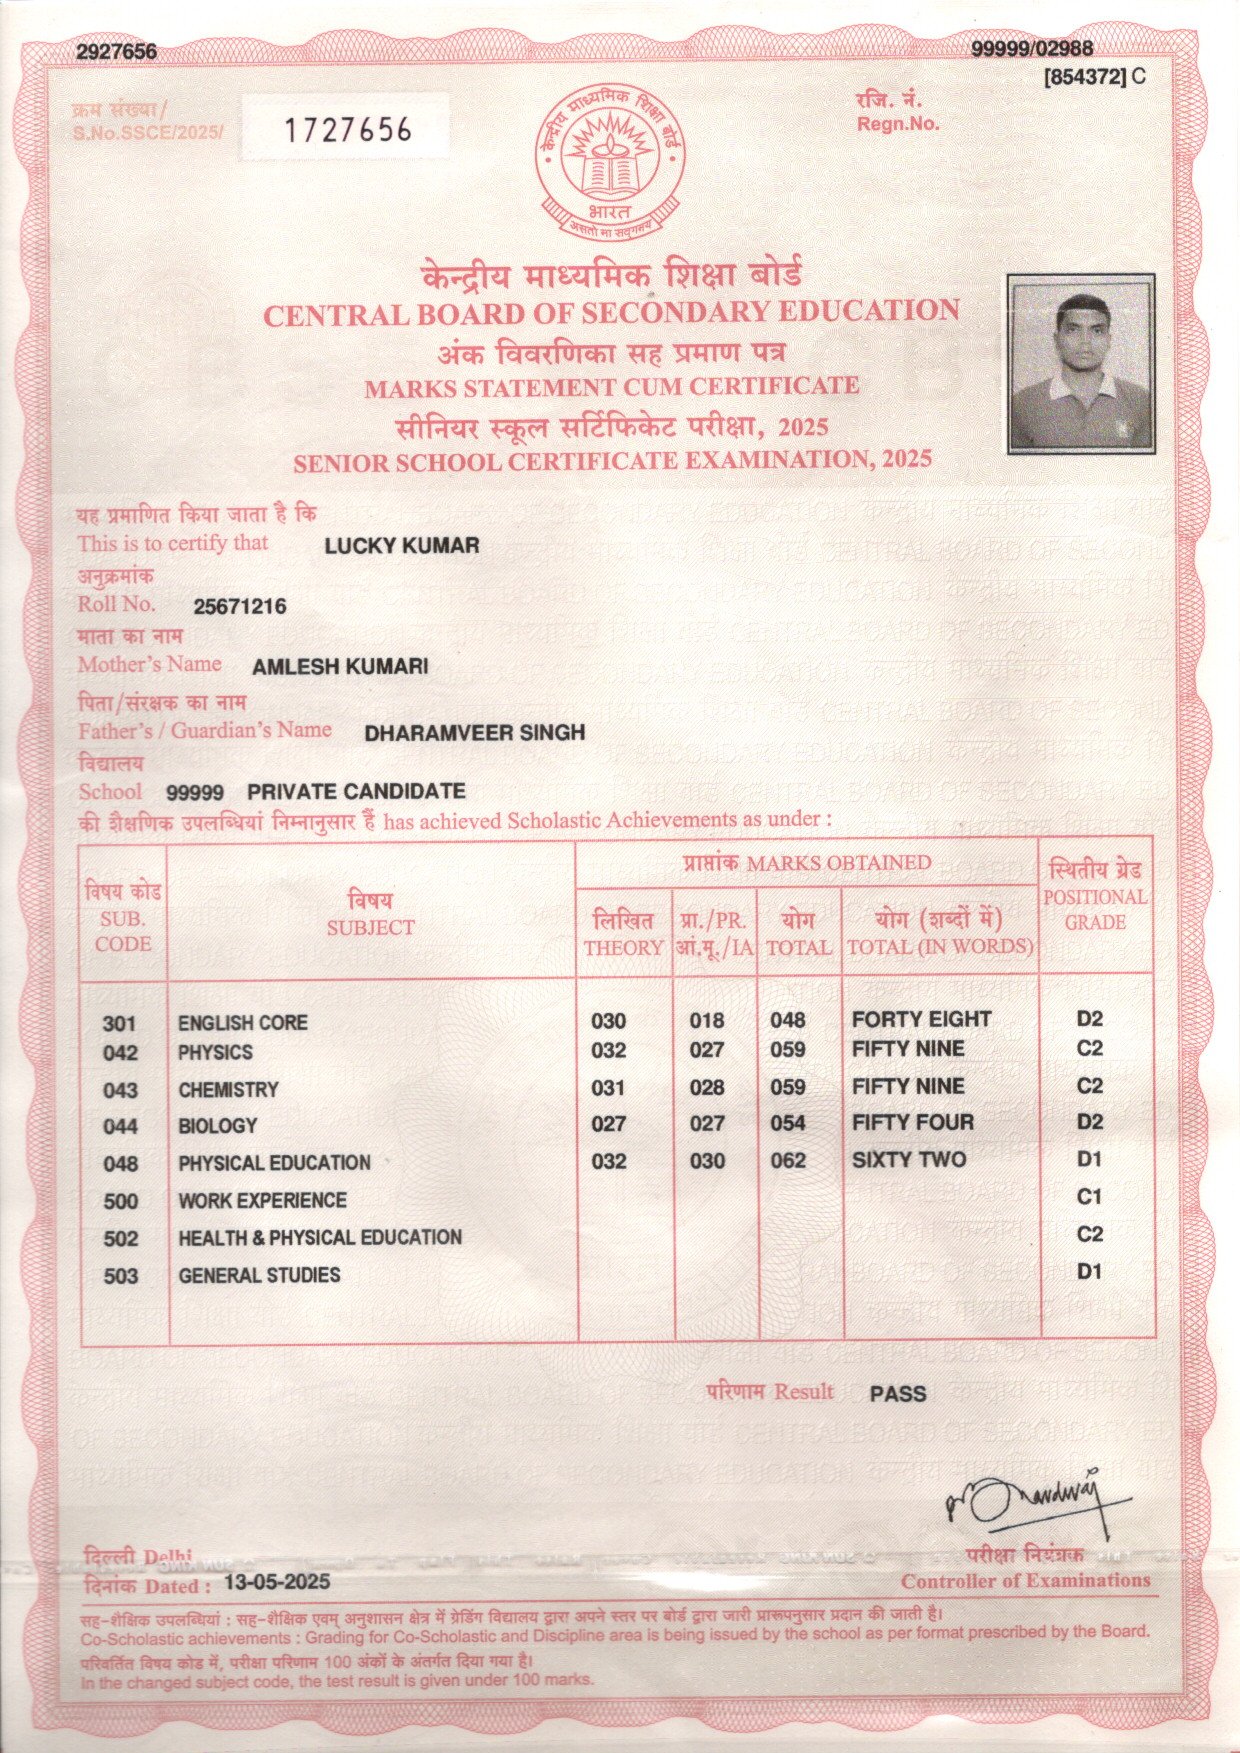 2927656
99999/02988
[854372] C
क्रम संख्या/
S.No.SSCE/2025/
1727656
रजि. नं.
Regn.No.
केन्द्रीय माध्यमिक शिक्षा बोर्ड
भारत
असतो मा सद्गमय
केन्द्रीय माध्यमिक शिक्षा बोर्ड
CENTRAL BOARD OF SECONDARY EDUCATION
अंक विवरणिका सह प्रमाण पत्र
MARKS STATEMENT CUM CERTIFICATE
सीनियर स्कूल सर्टिफिकेट परीक्षा, 2025
SENIOR SCHOOL CERTIFICATE EXAMINATION, 2025
यह प्रमाणित किया जाता है कि
This is to certify that LUCKY KUMAR
अनुक्रमांक
Roll No. 25671216
माता का नाम
Mother's Name AMLESH KUMARI
पिता/संरक्षक का नाम
Father's / Guardian's Name DHARAMVEER SINGH
विद्यालय
School 99999 PRIVATE CANDIDATE
की शैक्षणिक उपलब्धियां निम्नानुसार हैं has achieved Scholastic Achievements as under :
विषय कोड
SUB.
CODE
विषय
SUBJECT
प्राप्तांक MARKS OBTAINED
लिखित
THEORY
प्रा./PR.
आं.मू./IA
योग
TOTAL
योग (शब्दों में)
TOTAL (IN WORDS)
स्थितीय ग्रेड
POSITIONAL
GRADE
301 ENGLISH CORE 030 018 048 FORTY EIGHT D2
042 PHYSICS 032 027 059 FIFTY NINE C2
043 CHEMISTRY 031 028 059 FIFTY NINE C2
044 BIOLOGY 027 027 054 FIFTY FOUR D2
048 PHYSICAL EDUCATION 032 030 062 SIXTY TWO D1
500 WORK EXPERIENCE C1
502 HEALTH & PHYSICAL EDUCATION C2
503 GENERAL STUDIES D1
परिणाम Result PASS
दिल्ली Delhi
दिनांक Dated : 13-05-2025
परीक्षा नियंत्रक
Controller of Examinations
सह-शैक्षिक उपलब्धियां : सह-शैक्षिक एवम् अनुशासन क्षेत्र में ग्रेडिंग विद्यालय द्वारा अपने स्तर पर बोर्ड द्वारा जारी प्रारूपनुसार प्रदान की जाती है।
Co-Scholastic achievements : Grading for Co-Scholastic and Discipline area is being issued by the school as per format prescribed by the Board.
परिवर्तित विषय कोड में, परीक्षा परिणाम 100 अंकों के अंतर्गत दिया गया है।
In the changed subject code, the test result is given under 100 marks.